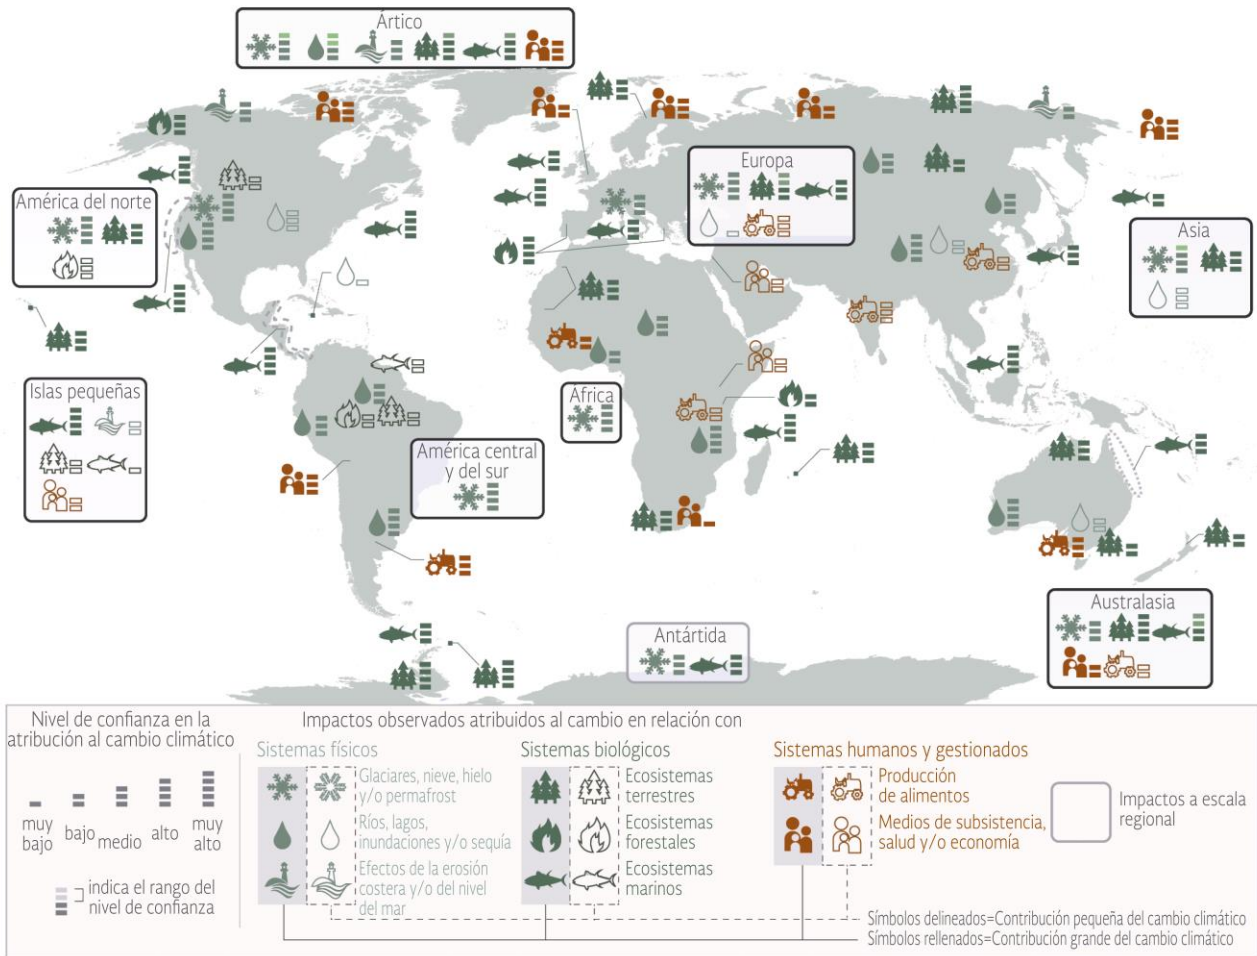 Ártico
Europa
América del norte
Asia
Islas pequeñas
África
América central
y del sur
Antártida
Australasia
Nivel de confianza en la
atribución al cambio climático
muy
bajo
bajo
medio
alto
muy
alto
indica el rango del
nivel de confianza
Impactos observados atribuidos al cambio en relación con
Sistemas físicos
Glaciares, nieve, hielo
y/o permafrost
Ríos, lagos,
inundaciones y/o sequía
Efectos de la erosión
costera y/o del nivel
del mar
Sistemas biológicos
Ecosistemas
terrestres
Ecosistemas
forestales
Ecosistemas
marinos
Sistemas humanos y gestionados
Producción
de alimentos
Medios de subsistencia,
salud y/o economía
Impactos a escala
regional
Símbolos delineados=Contribución pequeña del cambio climático
Símbolos rellenados=Contribución grande del cambio climático